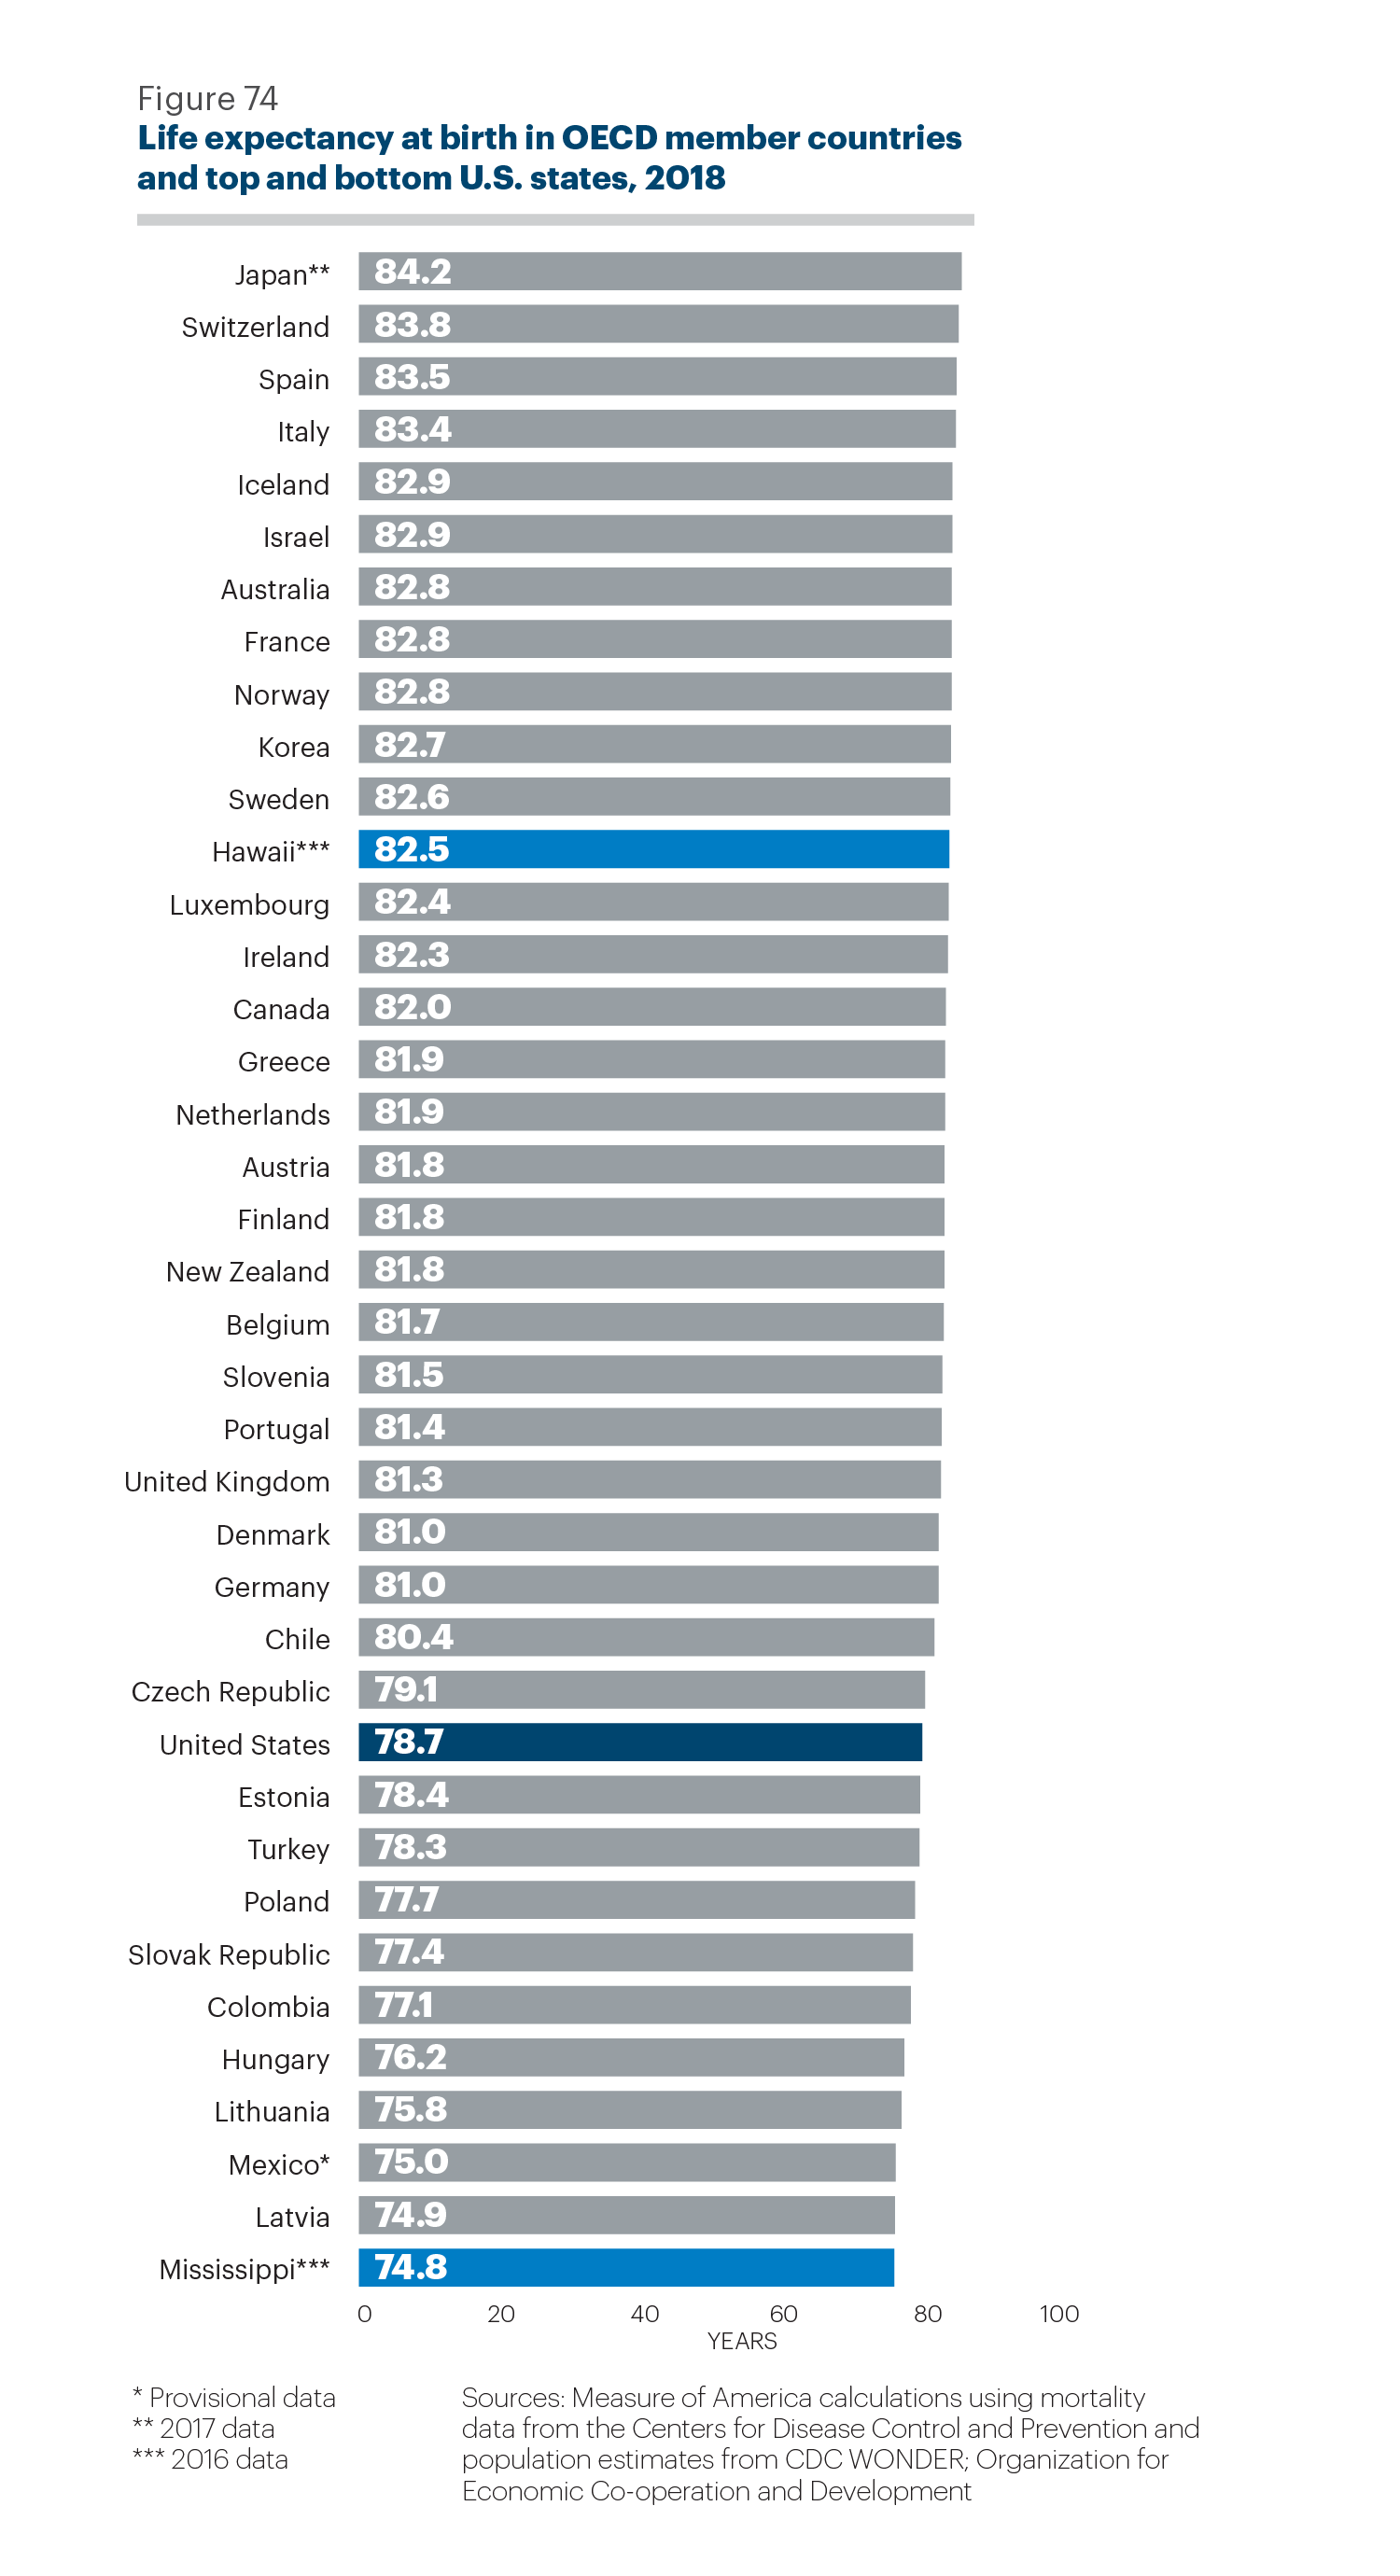 Figure 74
Life expectancy at birth in OECD member countries
and top and bottom U.S. states, 2018
Japan** 84.2
Switzerland 83.8
Spain 83.5
Italy 83.4
Iceland 82.9
Israel 82.9
Australia 82.8
France 82.8
Norway 82.8
Korea 82.7
Sweden 82.6
Hawaii*** 82.5
Luxembourg 82.4
Ireland 82.3
Canada 82.0
Greece 81.9
Netherlands 81.9
Austria 81.8
Finland 81.8
New Zealand 81.8
Belgium 81.7
Slovenia 81.5
Portugal 81.4
United Kingdom 81.3
Denmark 81.0
Germany 81.0
Chile 80.4
Czech Republic 79.1
United States 78.7
Estonia 78.4
Turkey 78.3
Poland 77.7
Slovak Republic 77.4
Colombia 77.1
Hungary 76.2
Lithuania 75.8
Mexico* 75.0
Latvia 74.9
Mississippi*** 74.8
0 20 40 60 80 100
YEARS
* Provisional data
** 2017 data
*** 2016 data
Sources: Measure of America calculations using mortality
data from the Centers for Disease Control and Prevention and
population estimates from CDC WONDER; Organization for
Economic Co-operation and Development